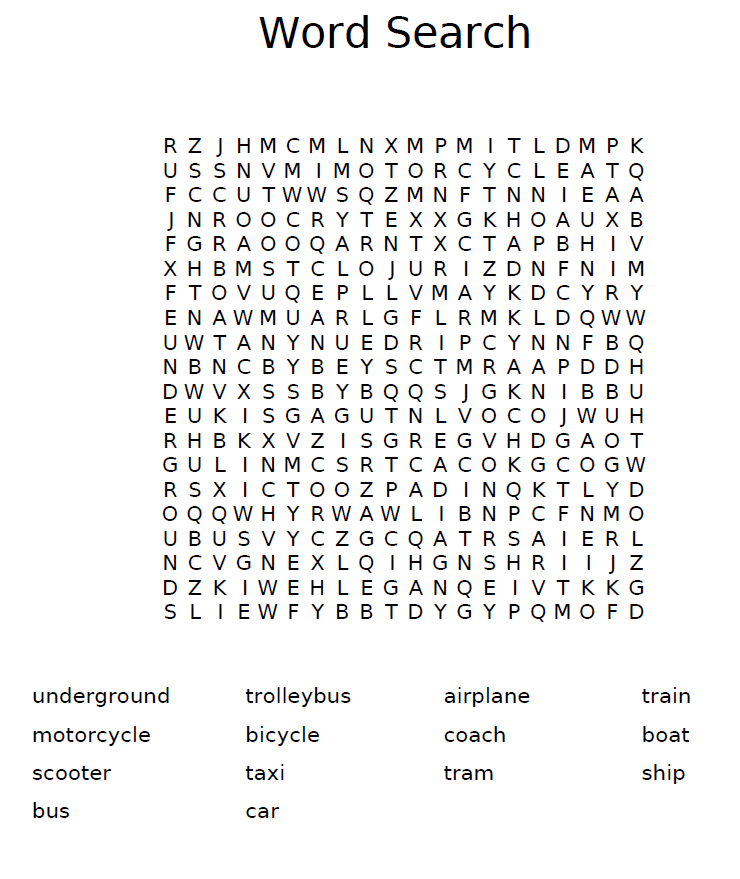 Word Search
R Z J H M C M L N X M P M I T L D M P K
U S S N V M I M O T O R C Y C L E A T Q
F C C U T W W S Q Z M N F T N N I E A A
J N R O O C R Y T E X X G K H O A U X B
F G R A O O Q A R N T X C T A P B H I V
X H B M S T C L O J U R I Z D N F N I M
F T O V U Q E P L L V M A Y K D C Y R Y
E N A W M U A R L G F L R M K L D Q W W
U W T A N Y N U E D R I P C Y N N F B Q
N B N C B Y B E Y S C T M R A A P D D H
D W V X S S B Y B Q Q S J G K N I B B U
E U K I S G A G U T N L V O C O J W U H
R H B K X V Z I S G R E G V H D G A O T
G U L I N M C S R T C A C O K G C O G W
R S X I C T O O Z P A D I N Q K T L Y D
O Q Q W H Y R W A W L I B N P C F N M O
U B U S V Y C Z G C Q A T R S A I E R L
N C V G N E X L Q I H G N S H R I I J Z
D Z K I W E H L E G A N Q E I V T K K G
S L I E W F Y B B T D Y G Y P Q M O F D
underground trolleybus airplane train
motorcycle bicycle coach boat
scooter taxi tram ship
bus car